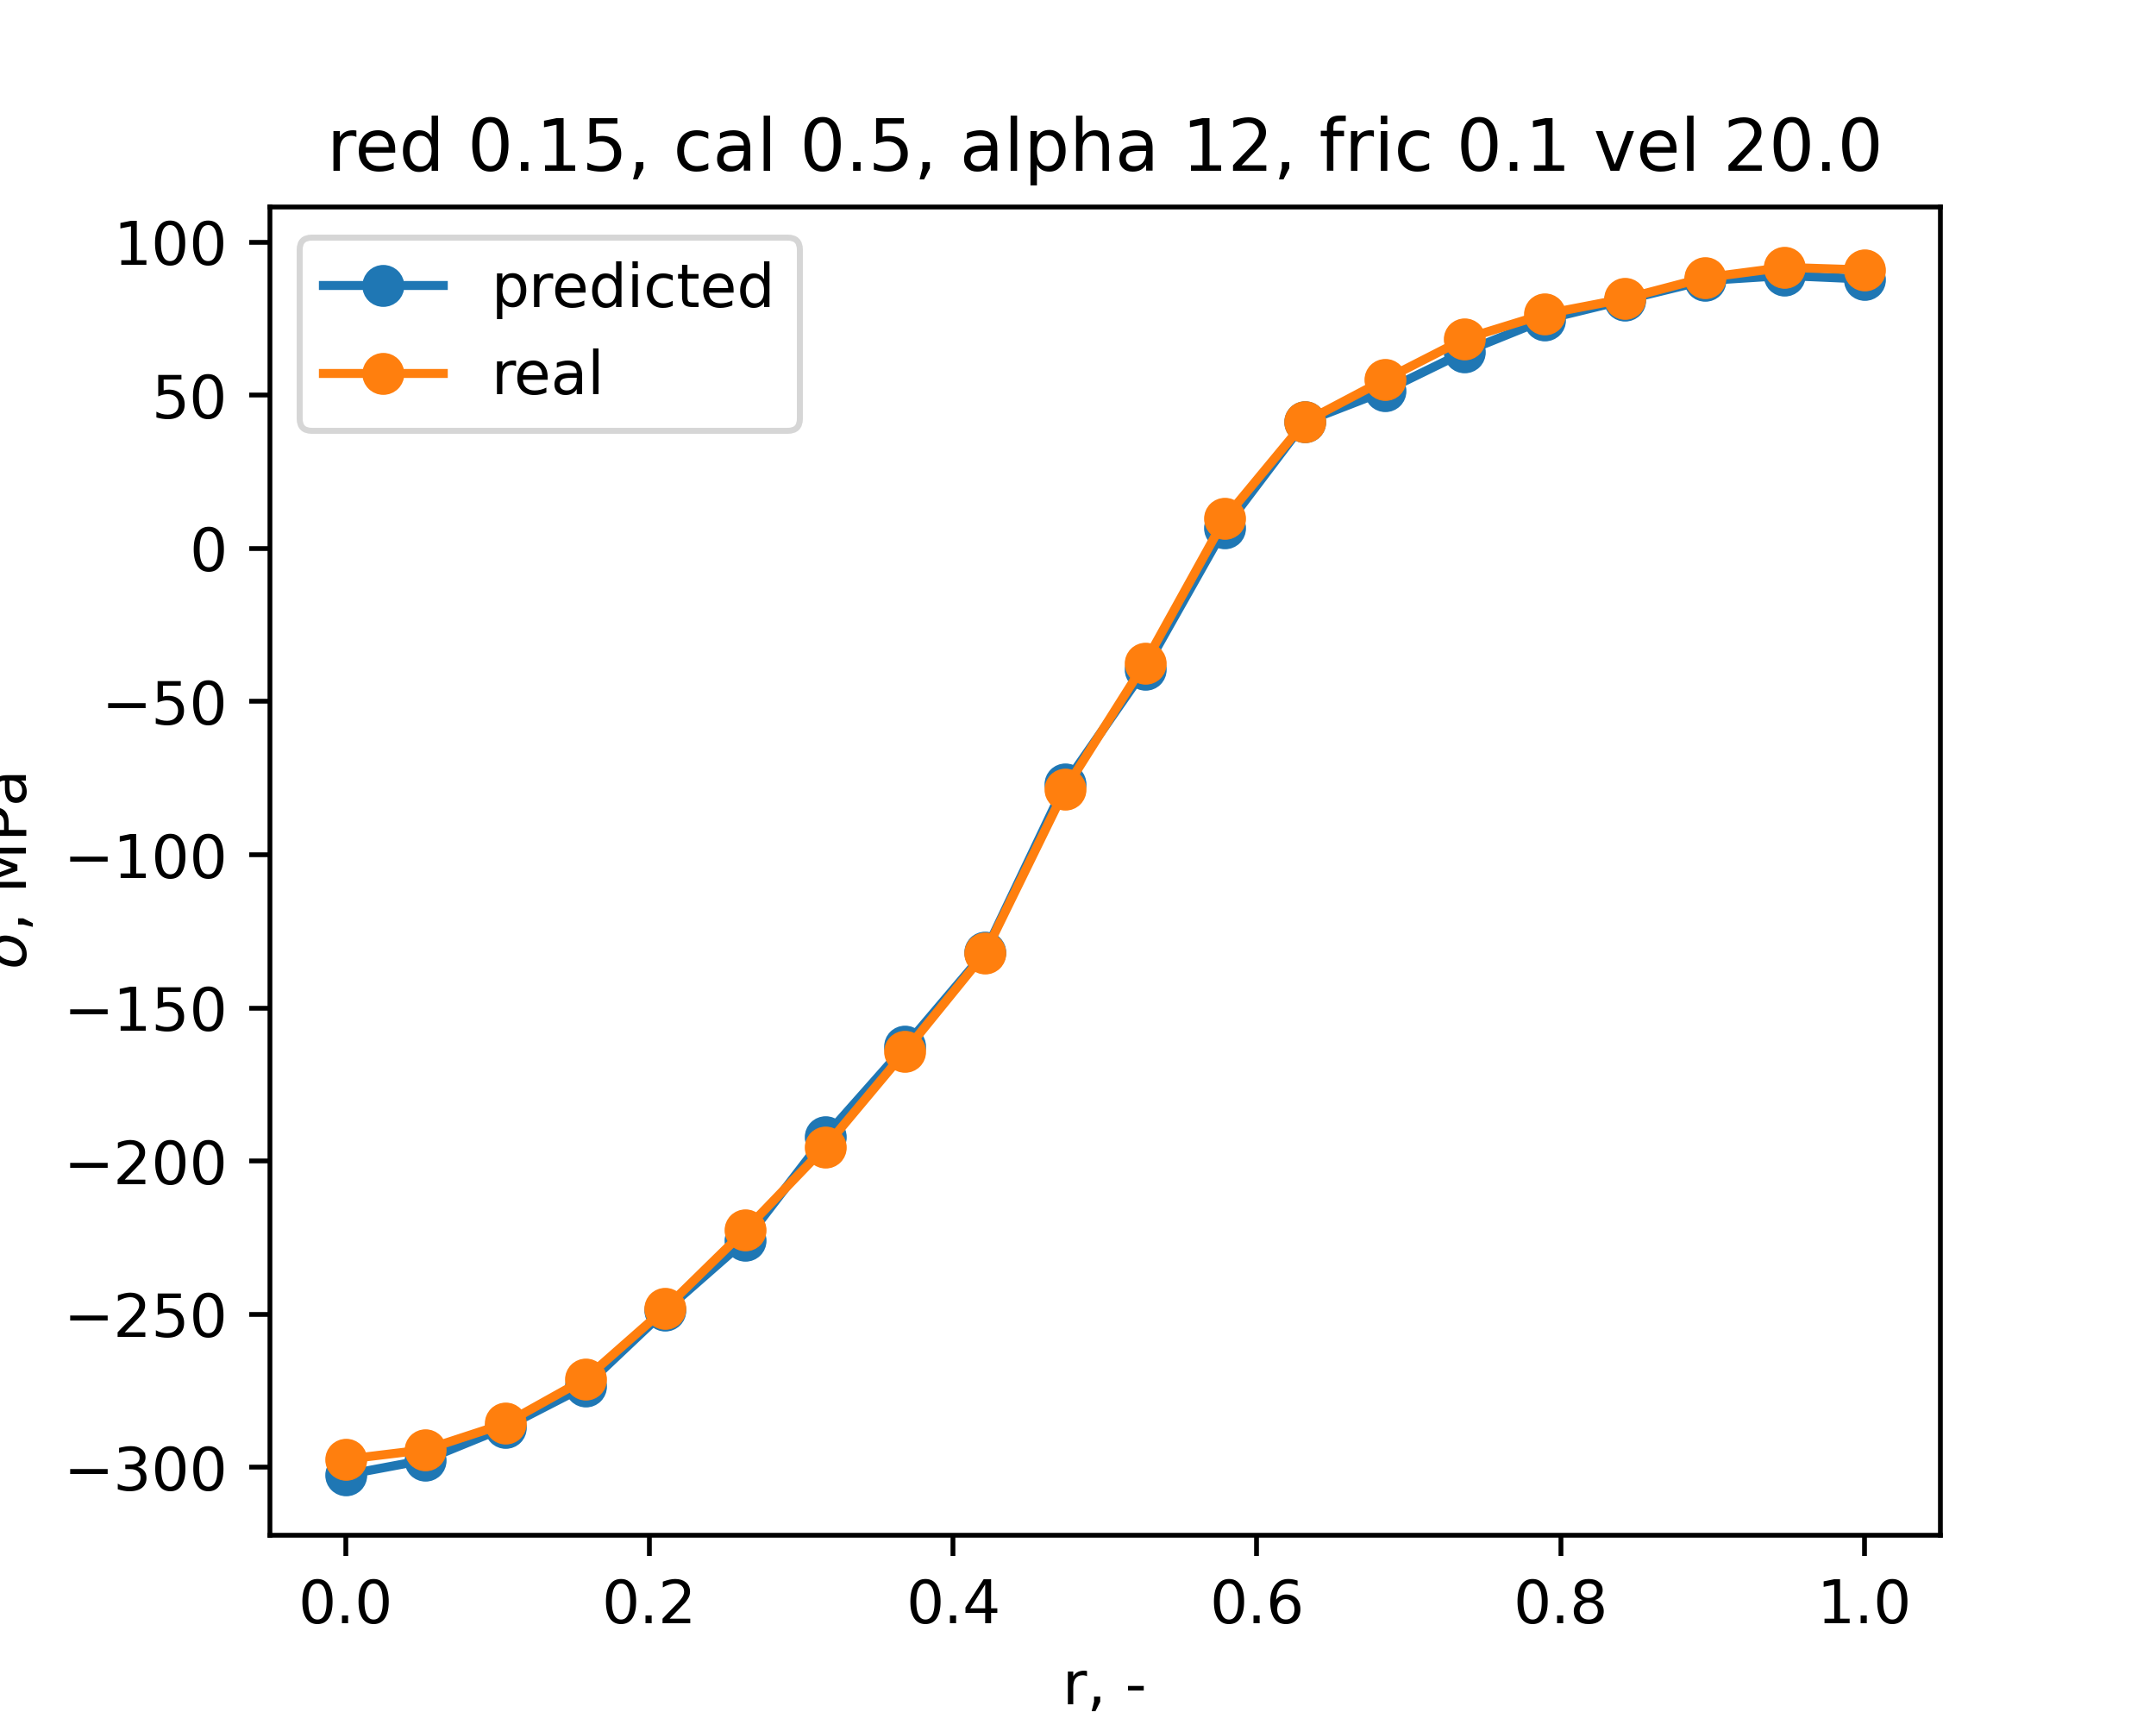 red 0.15, cal 0.5, alpha 12, fric 0.1 vel 20.0
predicted
real
100
50
0
−50
−100
−150
−200
−250
−300
, MPa
0.0 0.2 0.4 0.6 0.8 1.0
r, -